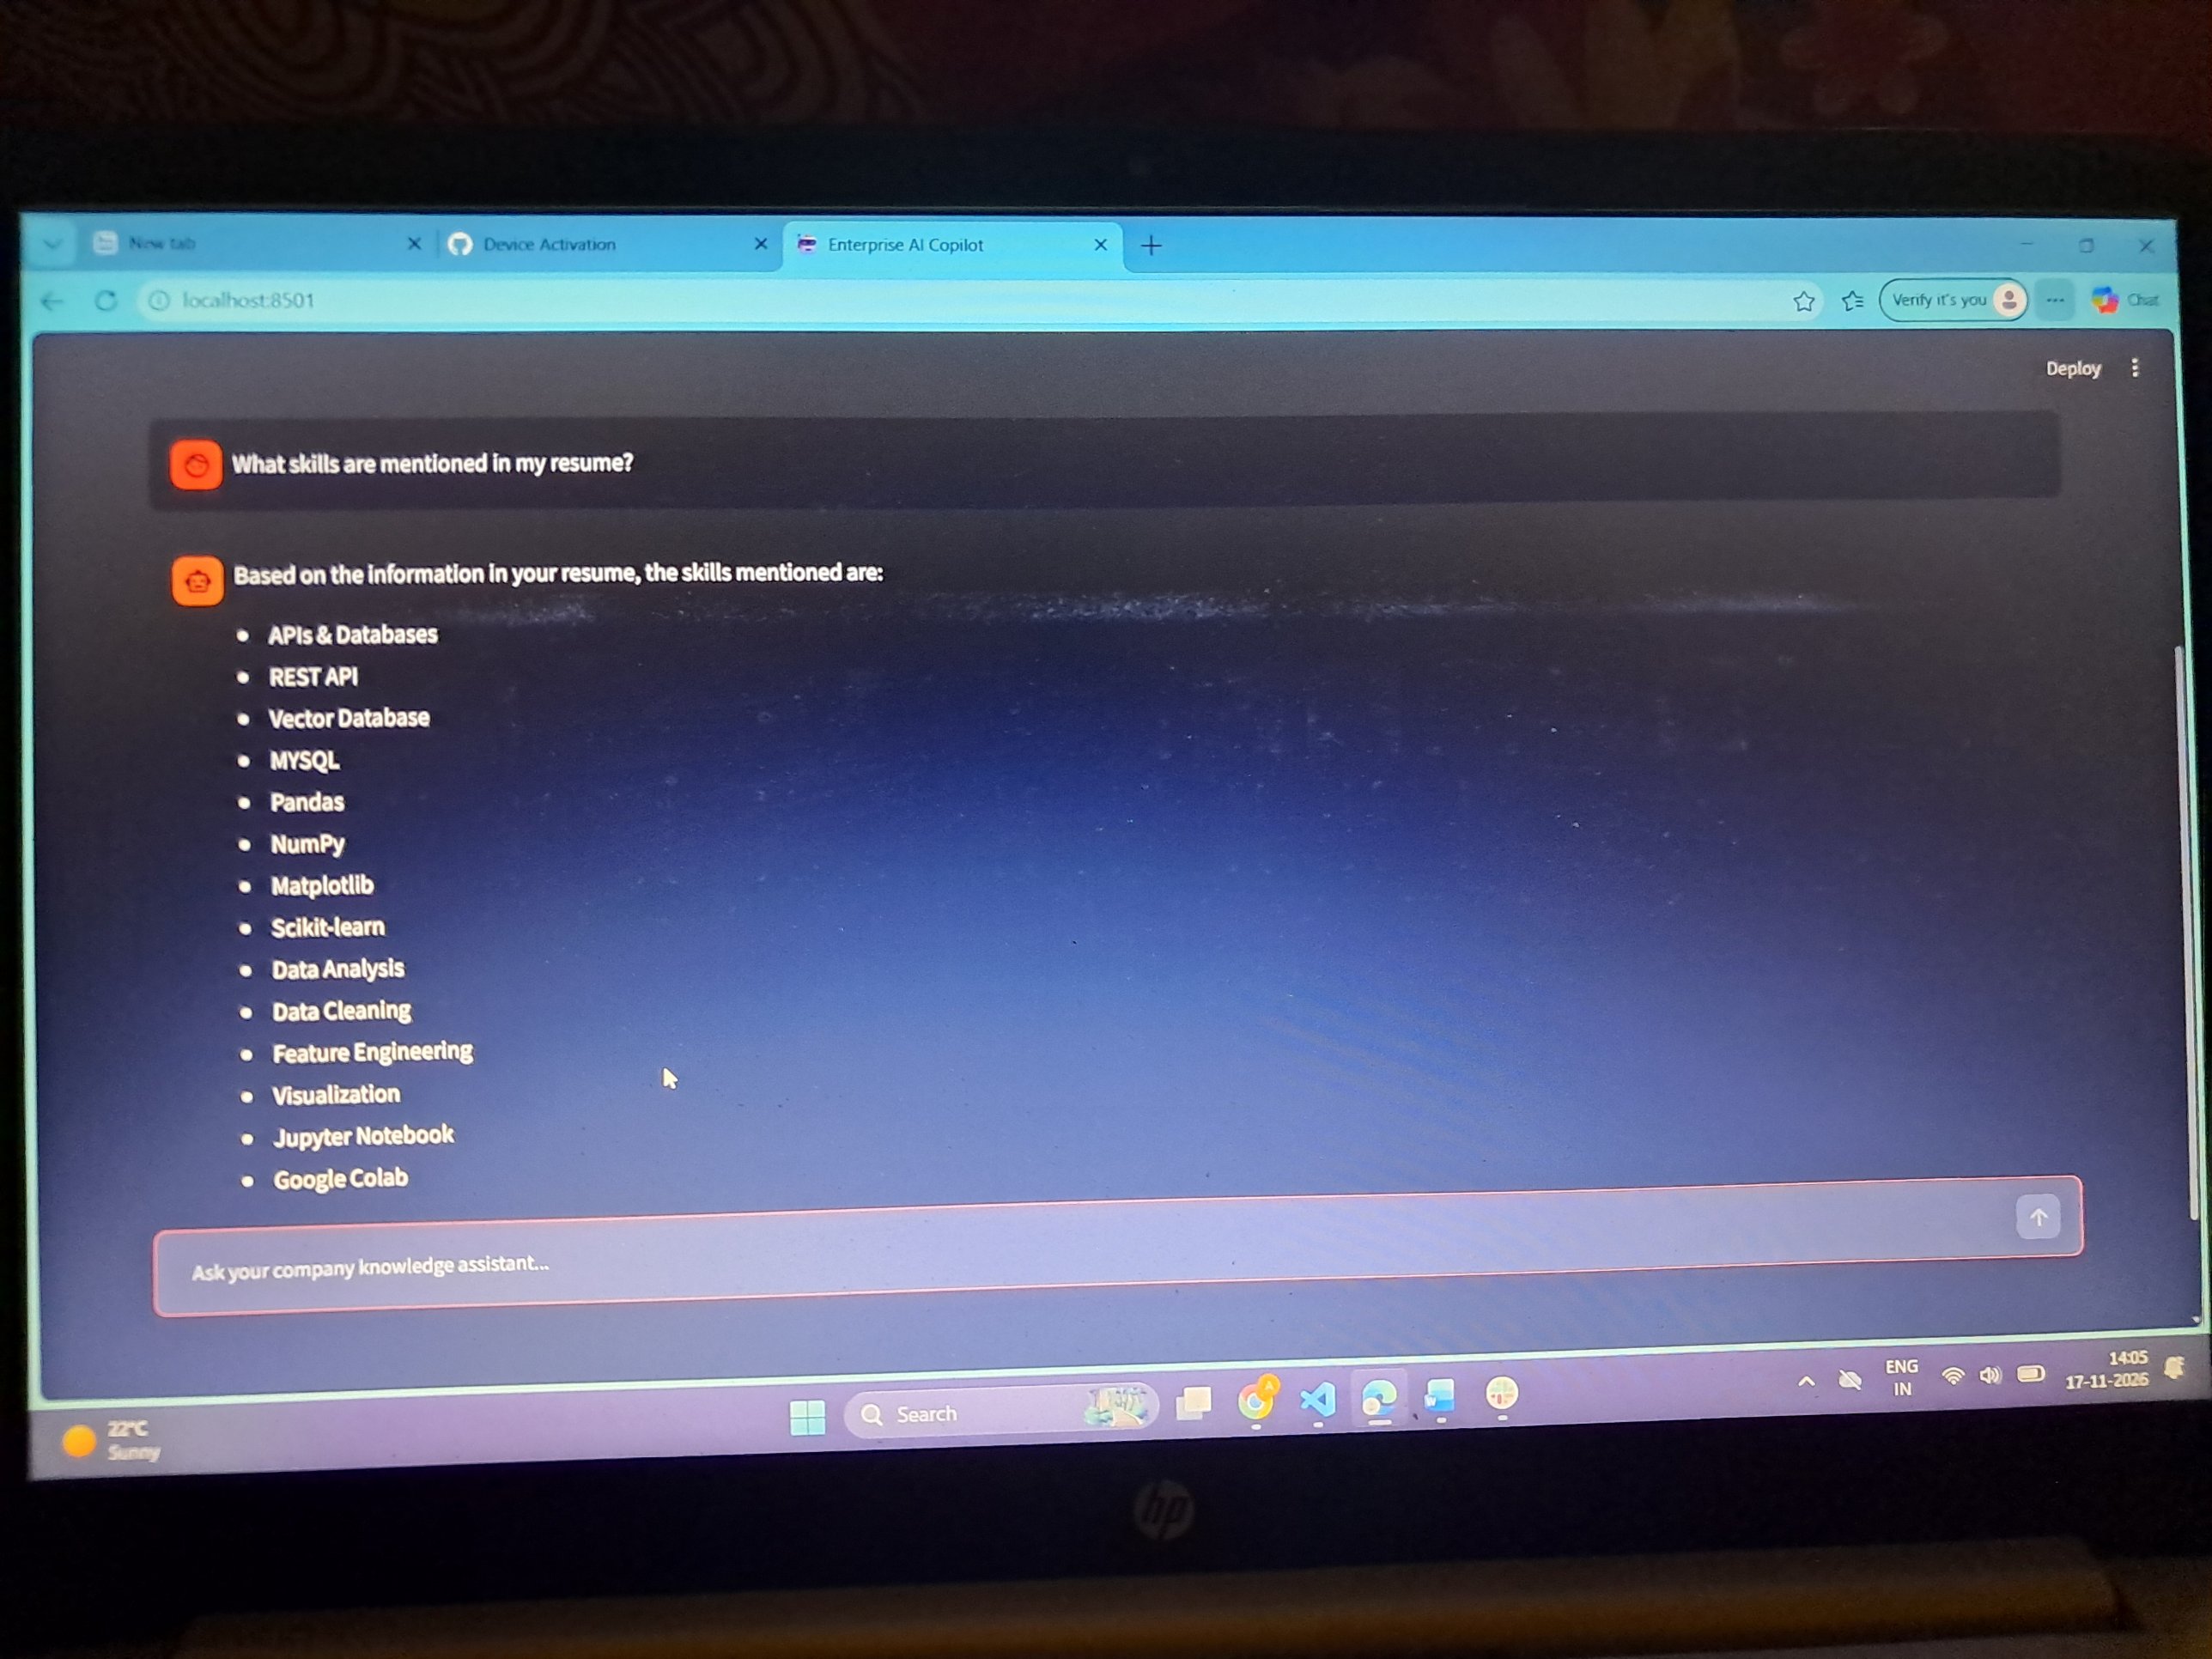 New tab
Device Activation
Enterprise AI Copilot
localhost:8501
Verify it's you
Chat
Deploy
What skills are mentioned in my resume?
Based on the information in your resume, the skills mentioned are:
• APIs & Databases
• REST API
• Vector Database
• MYSQL
• Pandas
• NumPy
• Matplotlib
• Scikit-learn
• Data Analysis
• Data Cleaning
• Feature Engineering
• Visualization
• Jupyter Notebook
• Google Colab
Ask your company knowledge assistant...
22°C
Sunny
Search
ENG
IN
14:05
17-11-2026
hp